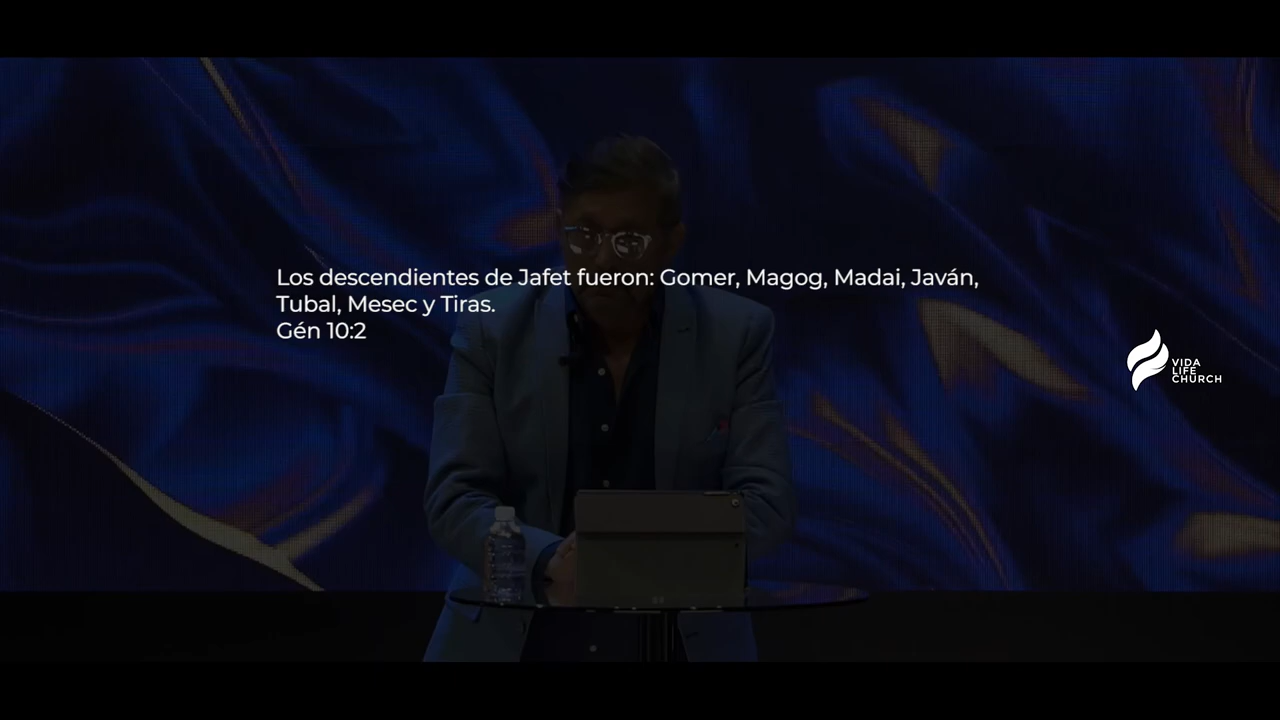 Los descendientes de Jafet fueron: Gomer, Magog, Madai, Javán,
Tubal, Mesec y Tiras.
Gén 10:2
VIDA
LIFE
CHURCH